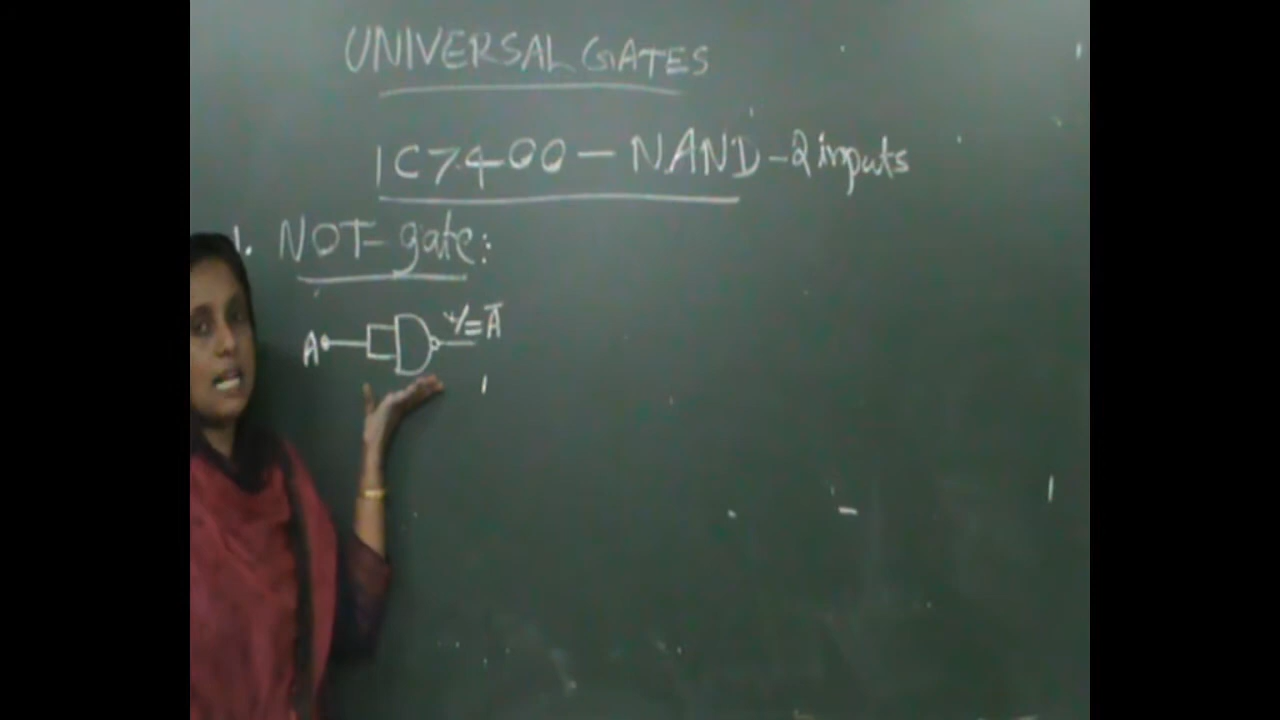 UNIVERSAL GATES
IC7400 - NAND - 2 inputs
1. NOT-gate:
A Y=Ā